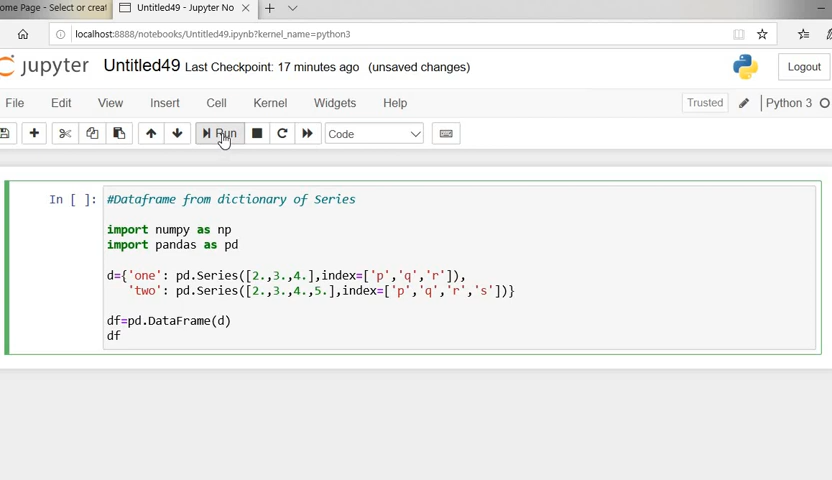 ome Page - Select or creat
Untitled49 - Jupyter No
localhost:8888/notebooks/Untitled49.ipynb?kernel_name=python3
jupyter Untitled49 Last Checkpoint: 17 minutes ago (unsaved changes)
Logout
File Edit View Insert Cell Kernel Widgets Help
Trusted
Python 3
Run
Code
In [ ]:
#Dataframe from dictionary of Series
import numpy as np
import pandas as pd
d={'one': pd.Series([2.,3.,4.],index=['p','q','r']),
'two': pd.Series([2.,3.,4.,5.],index=['p','q','r','s'])}
df=pd.DataFrame(d)
df